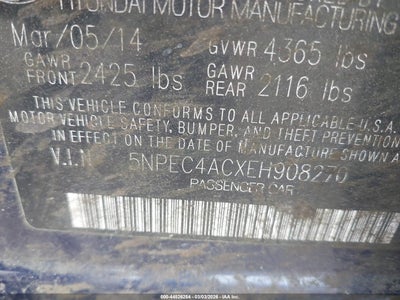 HYUNDAI MOTOR MANUFACTURING
Mar/05/14 GVWR 4365 lbs
GAWR FRONT 2425 lbs GAWR REAR 2116 lbs
THIS VEHICLE CONFORMS TO ALL APPLICABLE U.S.A.
MOTOR VEHICLE SAFETY, BUMPER, AND THEFT PREVENTION
IN EFFECT ON THE DATE OF MANUFACTURE SHOWN
V.I.N 5NPEC4ACXEH908270
PASSENGER CAR
600-44526264 - 03/03/2026 - IAA Inc.